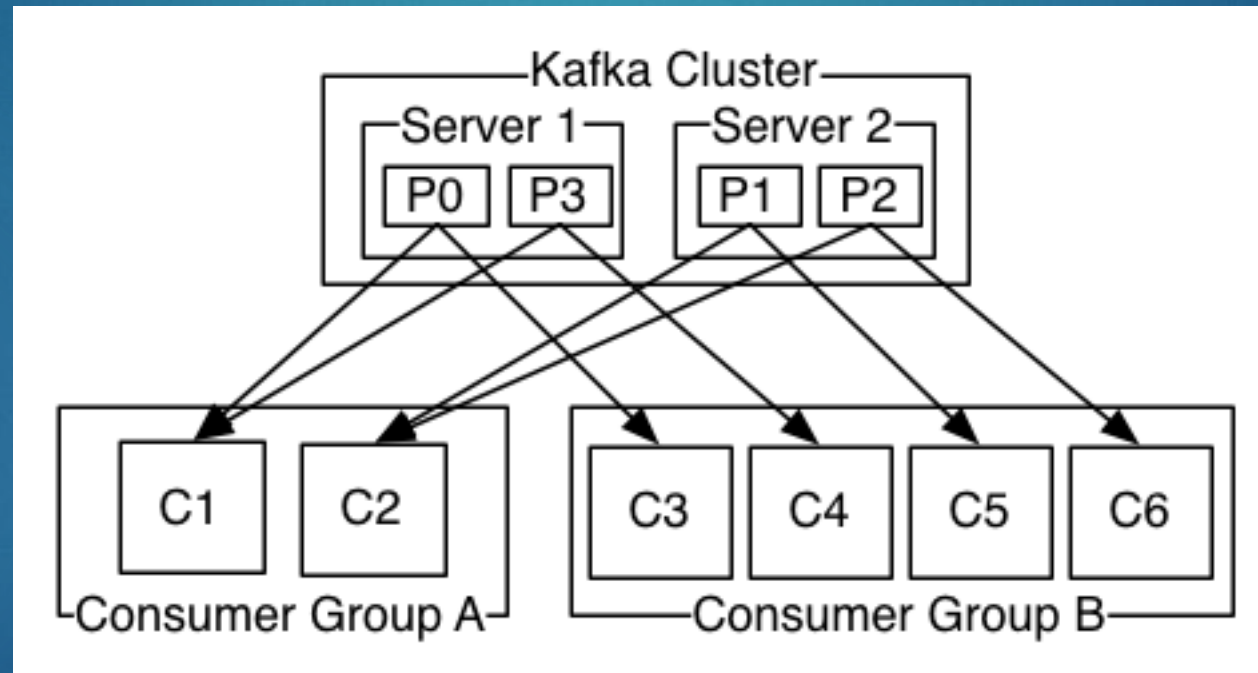 Kafka Cluster
Server 1 Server 2
P0 P3 P1 P2
C1 C2 C3 C4 C5 C6
Consumer Group A Consumer Group B